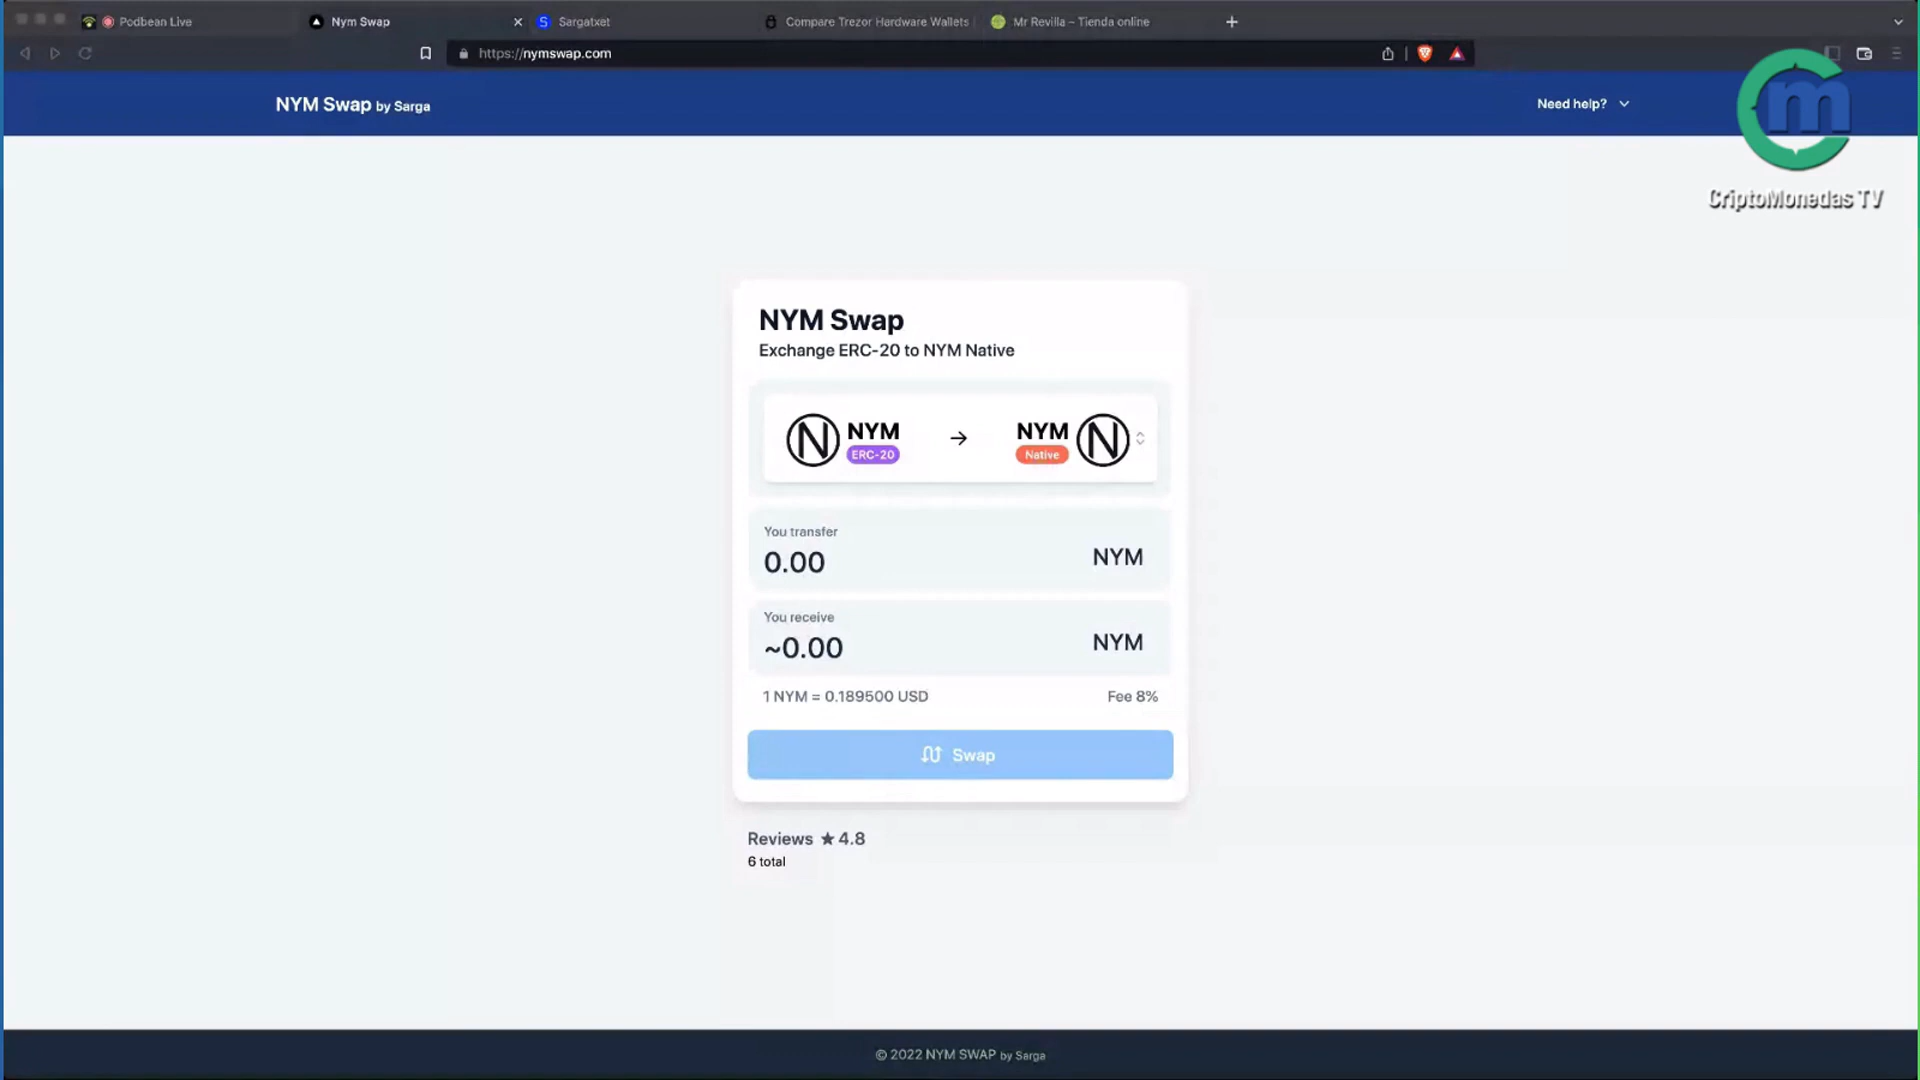 Podbean Live
Nym Swap
Sargatxet
Compare Trezor Hardware Wallets
Mr Revilla – Tienda online
https://nymswap.com
NYM Swap by Sarga
Need help?
CriptoMonedas TV
NYM Swap
Exchange ERC-20 to NYM Native
NYM
ERC-20
NYM
Native
You transfer
0.00
NYM
You receive
~0.00
NYM
1 NYM = 0.189500 USD
Fee 8%
Swap
Reviews ★ 4.8
6 total
© 2022 NYM SWAP by Sarga